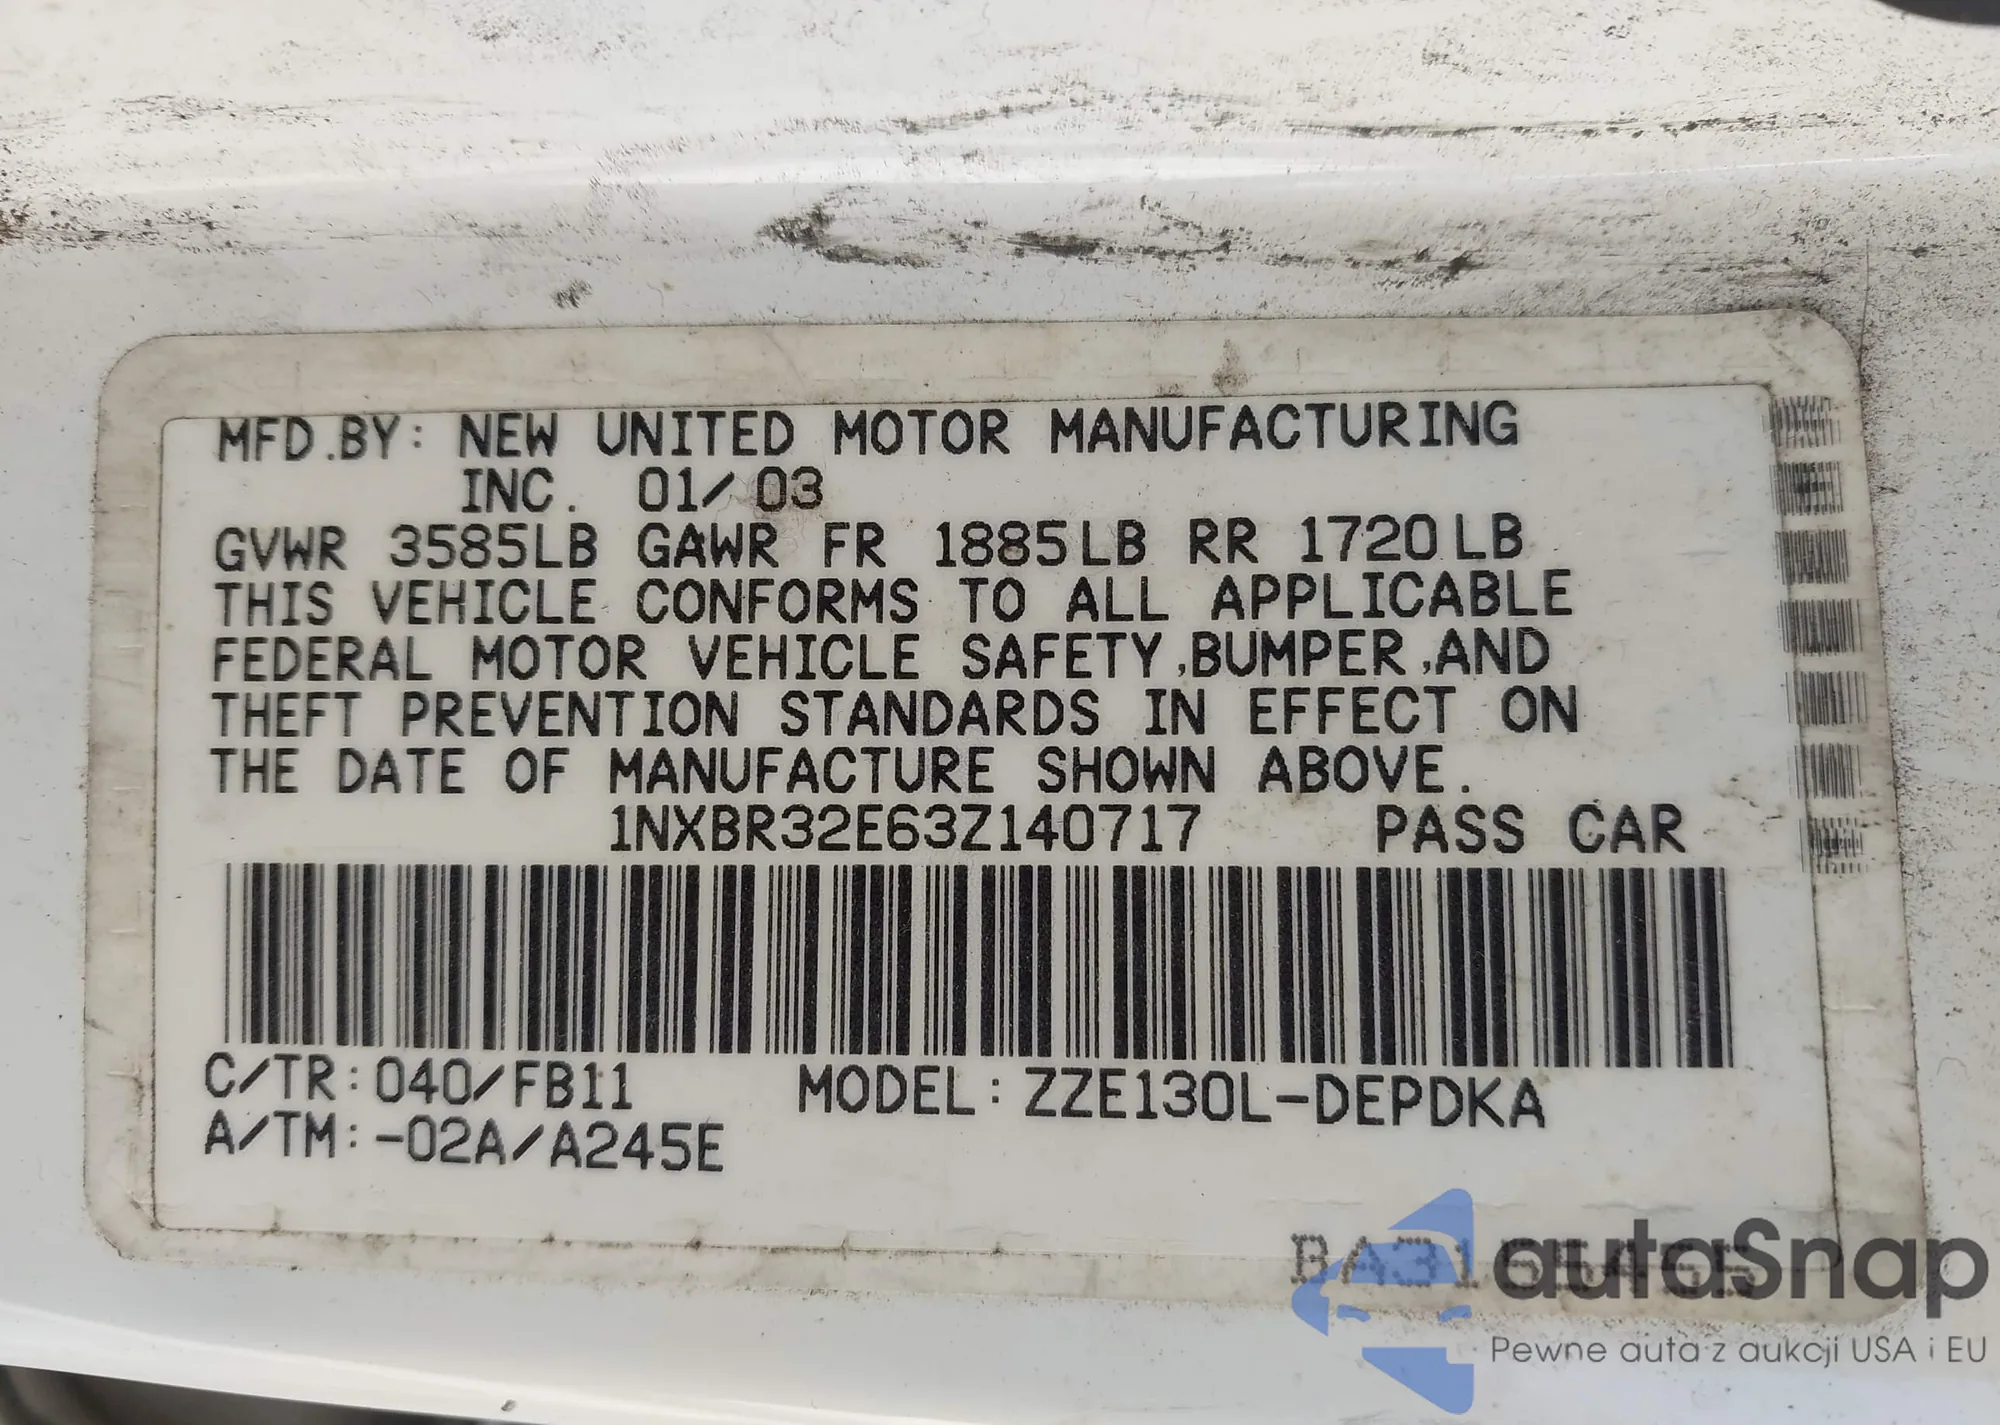 MFD.BY: NEW UNITED MOTOR MANUFACTURING
INC. 01/03
GVWR 3585LB GAWR FR 1885LB RR 1720LB
THIS VEHICLE CONFORMS TO ALL APPLICABLE
FEDERAL MOTOR VEHICLE SAFETY,BUMPER,AND
THEFT PREVENTION STANDARDS IN EFFECT ON
THE DATE OF MANUFACTURE SHOWN ABOVE.
1NXBR32E63Z140717 PASS CAR
C/TR:040/FB11 MODEL:ZZE130L-DEPDKA
A/TM:-02A/A245E
autaSnap
Pewne auta z aukcji USA i EU